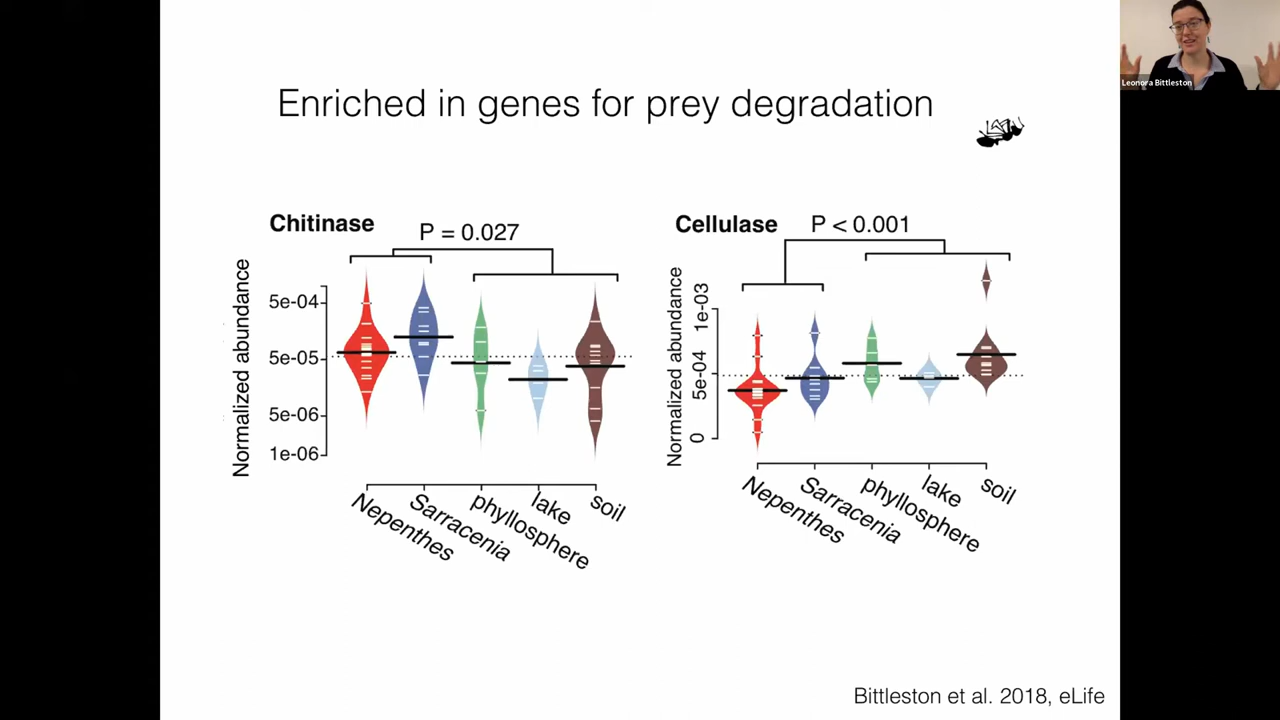 Leonora Bittleston
Enriched in genes for prey degradation
Chitinase
P = 0.027
Normalized abundance
5e-04
5e-05
5e-06
1e-06
Nepenthes
Sarracenia
phyllosphere
lake
soil
Cellulase
P < 0.001
Normalized abundance
1e-03
5e-04
0
Nepenthes
Sarracenia
phyllosphere
lake
soil
Bittleston et al. 2018, eLife